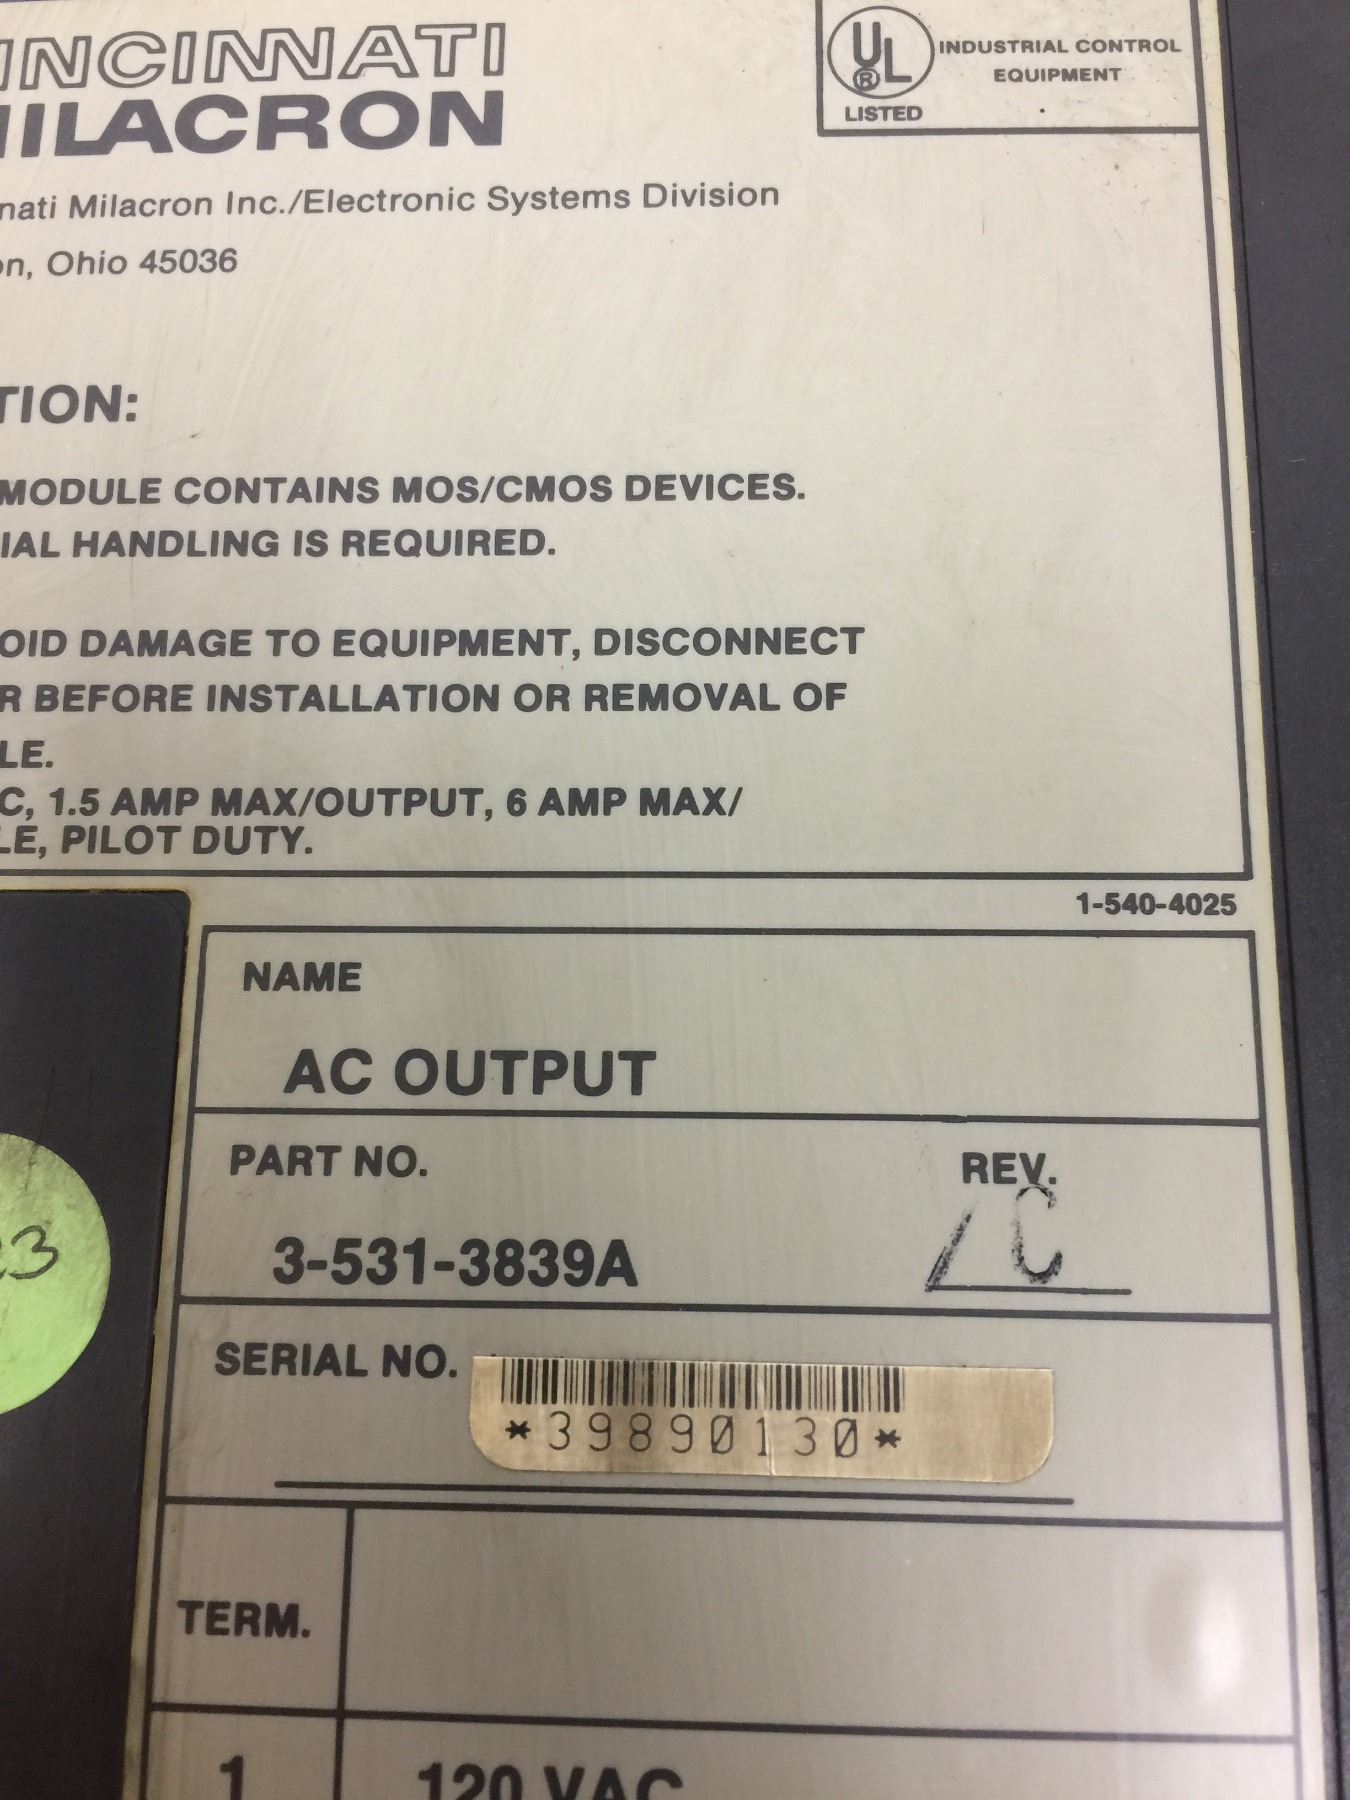 INCINNATI
MILACRON
UL®
LISTED
INDUSTRIAL CONTROL
EQUIPMENT
nati Milacron Inc./Electronic Systems Division
on, Ohio 45036
TION:
MODULE CONTAINS MOS/CMOS DEVICES.
IAL HANDLING IS REQUIRED.
OID DAMAGE TO EQUIPMENT, DISCONNECT
R BEFORE INSTALLATION OR REMOVAL OF
LE.
C, 1.5 AMP MAX/OUTPUT, 6 AMP MAX/
LE, PILOT DUTY.
1-540-4025
NAME
AC OUTPUT
PART NO.
REV.
3-531-3839A
C
23
SERIAL NO.
*39890130*
TERM.
1 120 VAC